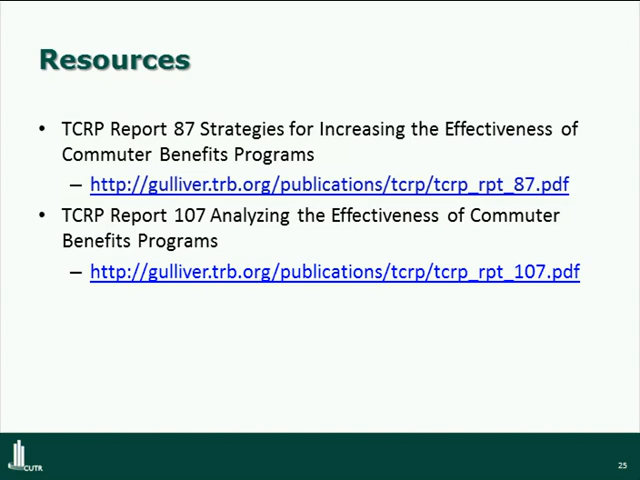 Resources
• TCRP Report 87 Strategies for Increasing the Effectiveness of
Commuter Benefits Programs
– http://gulliver.trb.org/publications/tcrp/tcrp_rpt_87.pdf
• TCRP Report 107 Analyzing the Effectiveness of Commuter
Benefits Programs
– http://gulliver.trb.org/publications/tcrp/tcrp_rpt_107.pdf
CUTR
25